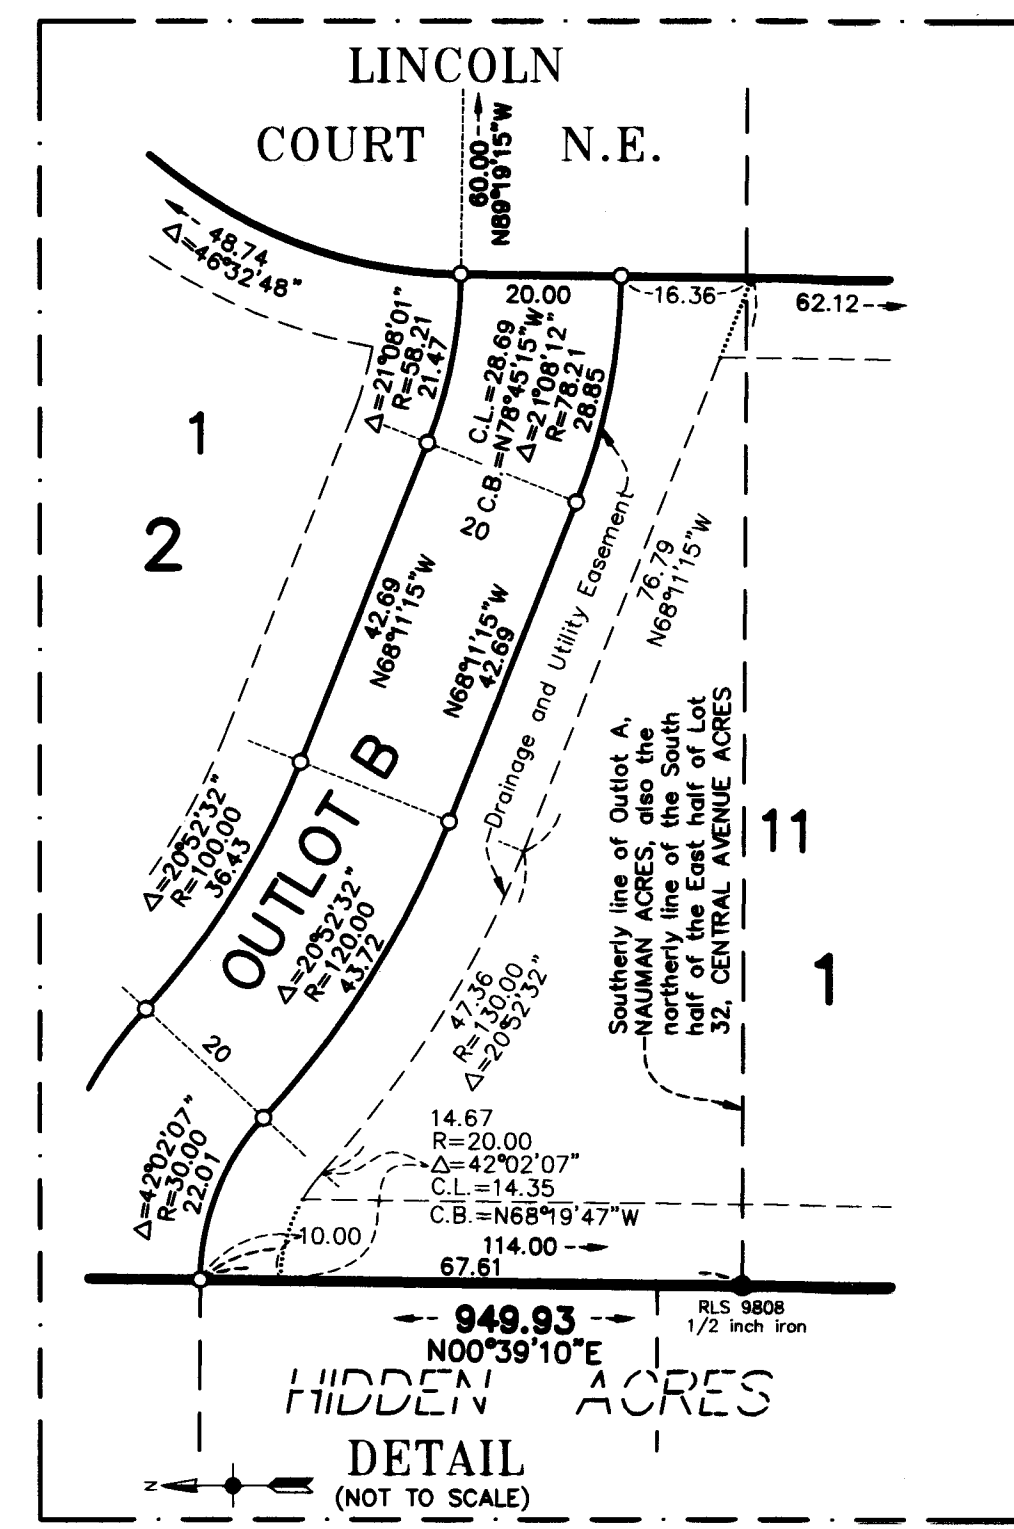 LINCOLN
COURT N.E.
60.00
N89°19'15"W
48.74
Δ=46°32'48"
20.00
16.36
62.12
Δ=21°08'01"
R=58.21
21.47
C.L.=28.69
C.B.=N78°45'15"W
Δ=21°08'12"
R=78.21
28.85
1
2
20
42.69
N68°11'15"W
N68°11'15"W
42.69
Drainage and Utility Easement
76.79
N68°11'15"W
Southerly line of Outlot A,
NAUMAN ACRES, also the
northerly line of the South
half of the East half of Lot
32, CENTRAL AVENUE ACRES
11
1
OUTLOT B
Δ=20°52'32"
R=100.00
36.43
Δ=20°52'32"
R=120.00
43.72
47.36
R=130.00
Δ=20°52'32"
20
Δ=42°02'07"
R=30.00
22.01
14.67
R=20.00
Δ=42°02'07"
C.L.=14.35
C.B.=N68°19'47"W
10.00
114.00
67.61
RLS 9808
1/2 inch iron
949.93
N00°39'10"E
HIDDEN ACRES
DETAIL
(NOT TO SCALE)
N